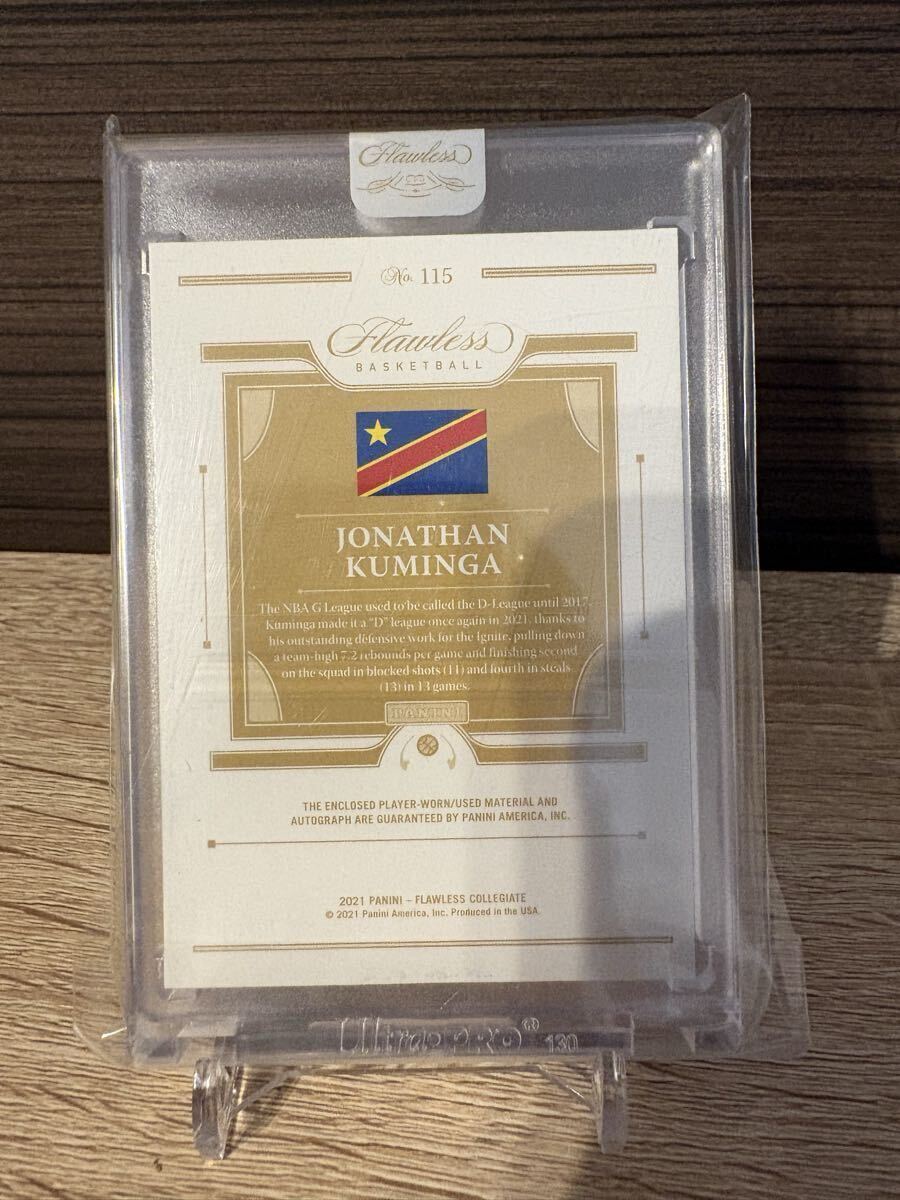 Flawless
No. 115
Flawless
BASKETBALL
JONATHAN
KUMINGA
The NBA G League used to be called the D-League until 2017.
Kuminga made it a “D” league once again in 2021, thanks to
his outstanding defensive work for the Ignite, pulling down
a team-high 7.2 rebounds per game and finishing second
on the squad in blocked shots (11) and fourth in steals
(13) in 13 games.
PANINI
THE ENCLOSED PLAYER-WORN/USED MATERIAL AND
AUTOGRAPH ARE GUARANTEED BY PANINI AMERICA, INC.
2021 PANINI – FLAWLESS COLLEGIATE
© 2021 Panini America, Inc. Produced in the USA.
Ultra PRO® 130